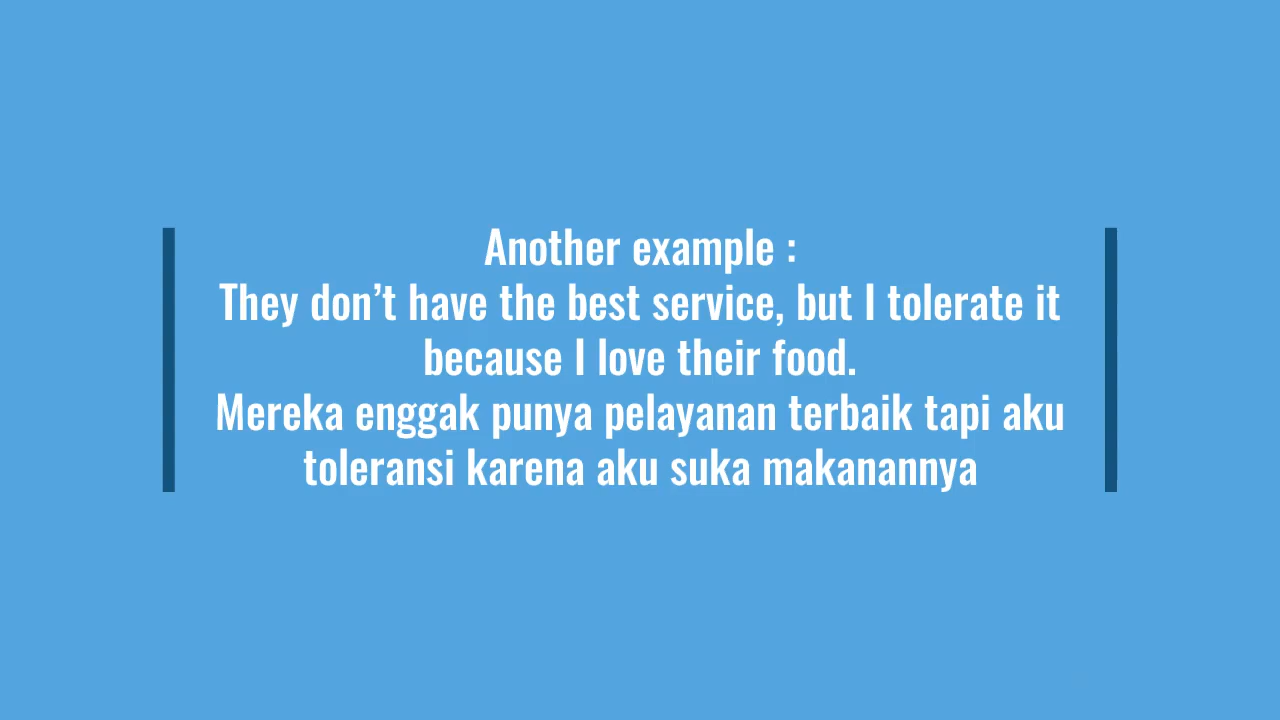 Another example :
They don’t have the best service, but I tolerate it
because I love their food.
Mereka enggak punya pelayanan terbaik tapi aku
toleransi karena aku suka makanannya